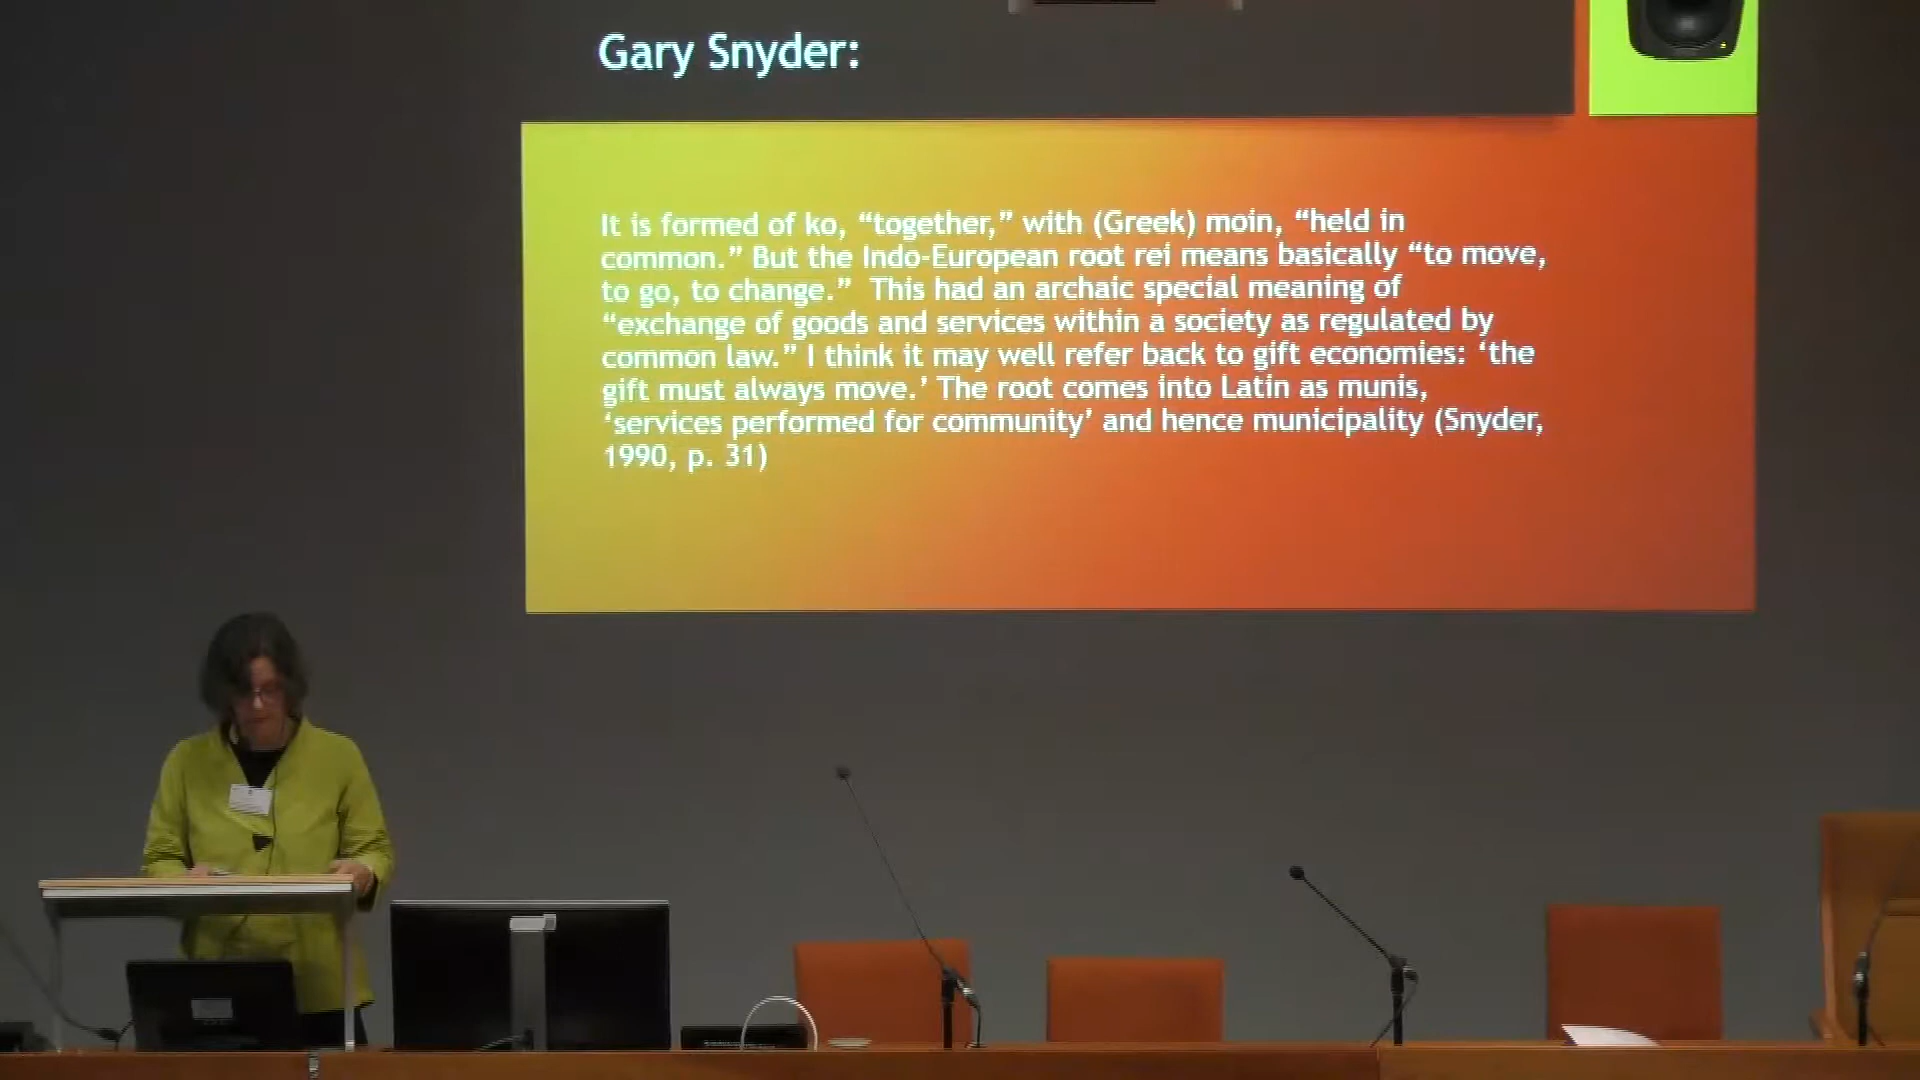 Gary Snyder:
It is formed of ko, “together,” with (Greek) moin, “held in
common.” But the Indo-European root rei means basically “to move,
to go, to change.”  This had an archaic special meaning of
“exchange of goods and services within a society as regulated by
common law.” I think it may well refer back to gift economies: ‘the
gift must always move.’ The root comes into Latin as munis,
‘services performed for community’ and hence municipality (Snyder,
1990, p. 31)